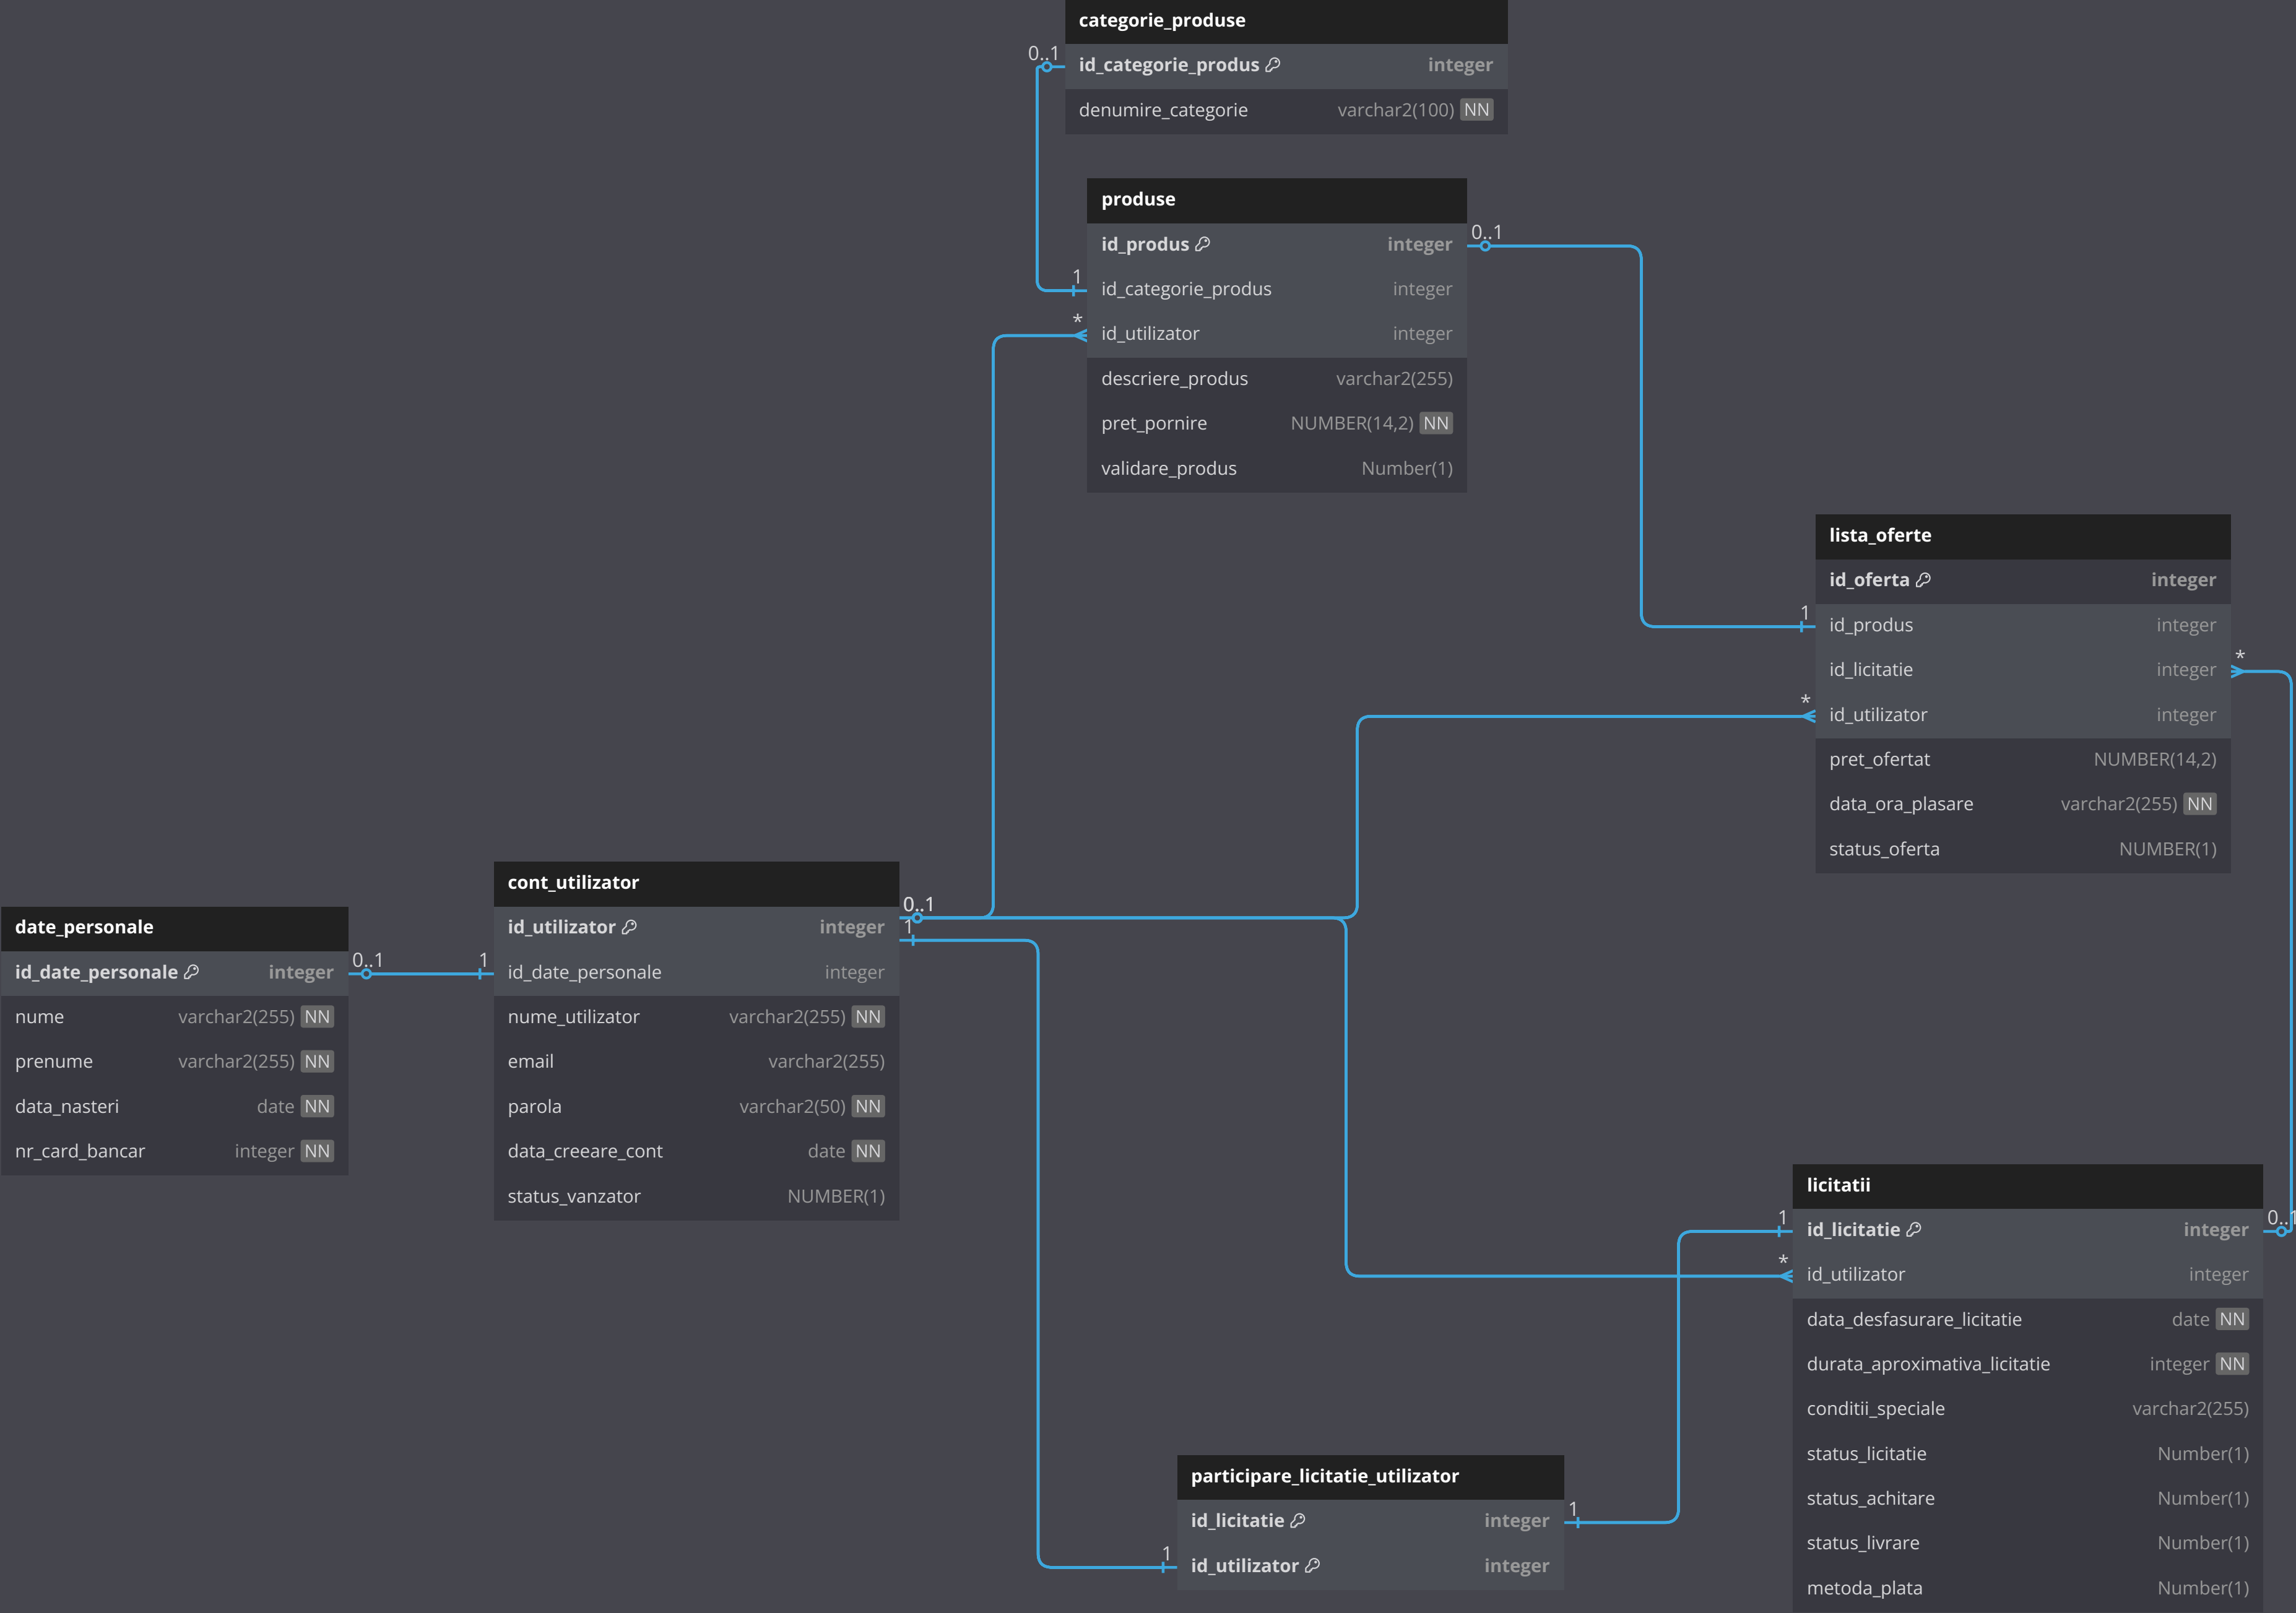 categorie_produse
0..1
id_categorie_produs integer
denumire_categorie varchar2(100) NN
produse
id_produs integer 0..1
1 id_categorie_produs integer
* id_utilizator integer
descriere_produs varchar2(255)
pret_pornire NUMBER(14,2) NN
validare_produs Number(1)
lista_oferte
id_oferta integer
1 id_produs integer
id_licitatie integer *
* id_utilizator integer
pret_ofertat NUMBER(14,2)
data_ora_plasare varchar2(255) NN
status_oferta NUMBER(1)
cont_utilizator
id_utilizator integer 0..1
1
1 id_date_personale integer
nume_utilizator varchar2(255) NN
email varchar2(255)
parola varchar2(50) NN
data_creeare_cont date NN
status_vanzator NUMBER(1)
date_personale
id_date_personale integer 0..1
nume varchar2(255) NN
prenume varchar2(255) NN
data_nasteri date NN
nr_card_bancar integer NN
licitatii
1 id_licitatie integer 0..1
* id_utilizator integer
data_desfasurare_licitatie date NN
durata_aproximativa_licitatie integer NN
conditii_speciale varchar2(255)
status_licitatie Number(1)
status_achitare Number(1)
status_livrare Number(1)
metoda_plata Number(1)
participare_licitatie_utilizator
id_licitatie integer 1
1 id_utilizator integer